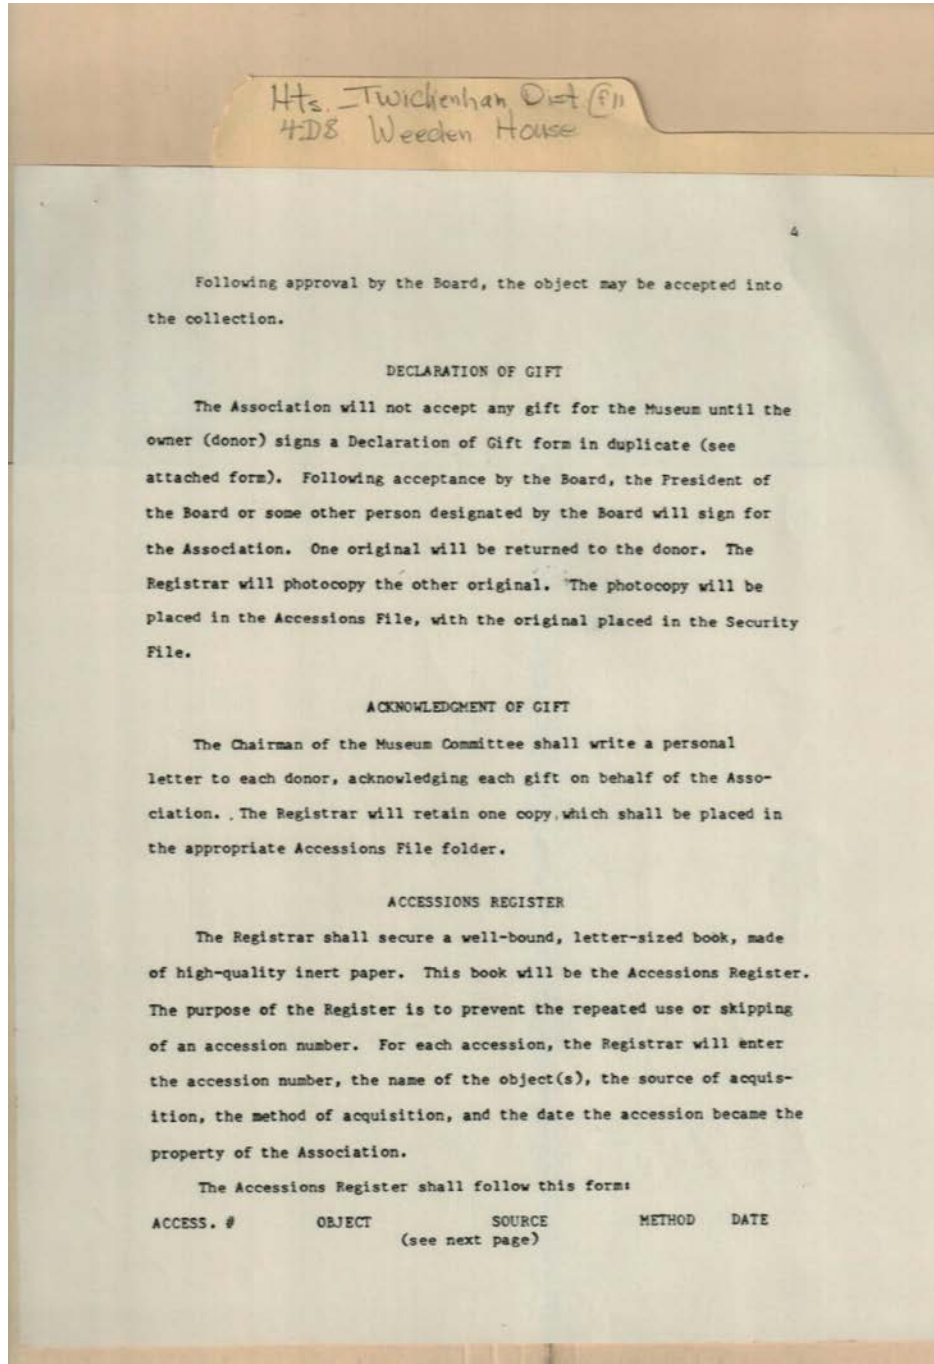 Hts. - Twickenham Dist.
4D8 Weeden House
4
Following approval by the Board, the object may be accepted into
the collection.
DECLARATION OF GIFT
The Association will not accept any gift for the Museum until the
owner (donor) signs a Declaration of Gift form in duplicate (see
attached form). Following acceptance by the Board, the President of
the Board or some other person designated by the Board will sign for
the Association. One original will be returned to the donor. The
Registrar will photocopy the other original. The photocopy will be
placed in the Accessions File, with the original placed in the Security
File.
ACKNOWLEDGMENT OF GIFT
The Chairman of the Museum Committee shall write a personal
letter to each donor, acknowledging each gift on behalf of the Asso-
ciation. The Registrar will retain one copy which shall be placed in
the appropriate Accessions File folder.
ACCESSIONS REGISTER
The Registrar shall secure a well-bound, letter-sized book, made
of high-quality inert paper. This book will be the Accessions Register.
The purpose of the Register is to prevent the repeated use or skipping
of an accession number. For each accession, the Registrar will enter
the accession number, the name of the object(s), the source of acquis-
ition, the method of acquisition, and the date the accession became the
property of the Association.
The Accessions Register shall follow this form:
ACCESS. # OBJECT SOURCE METHOD DATE
(see next page)